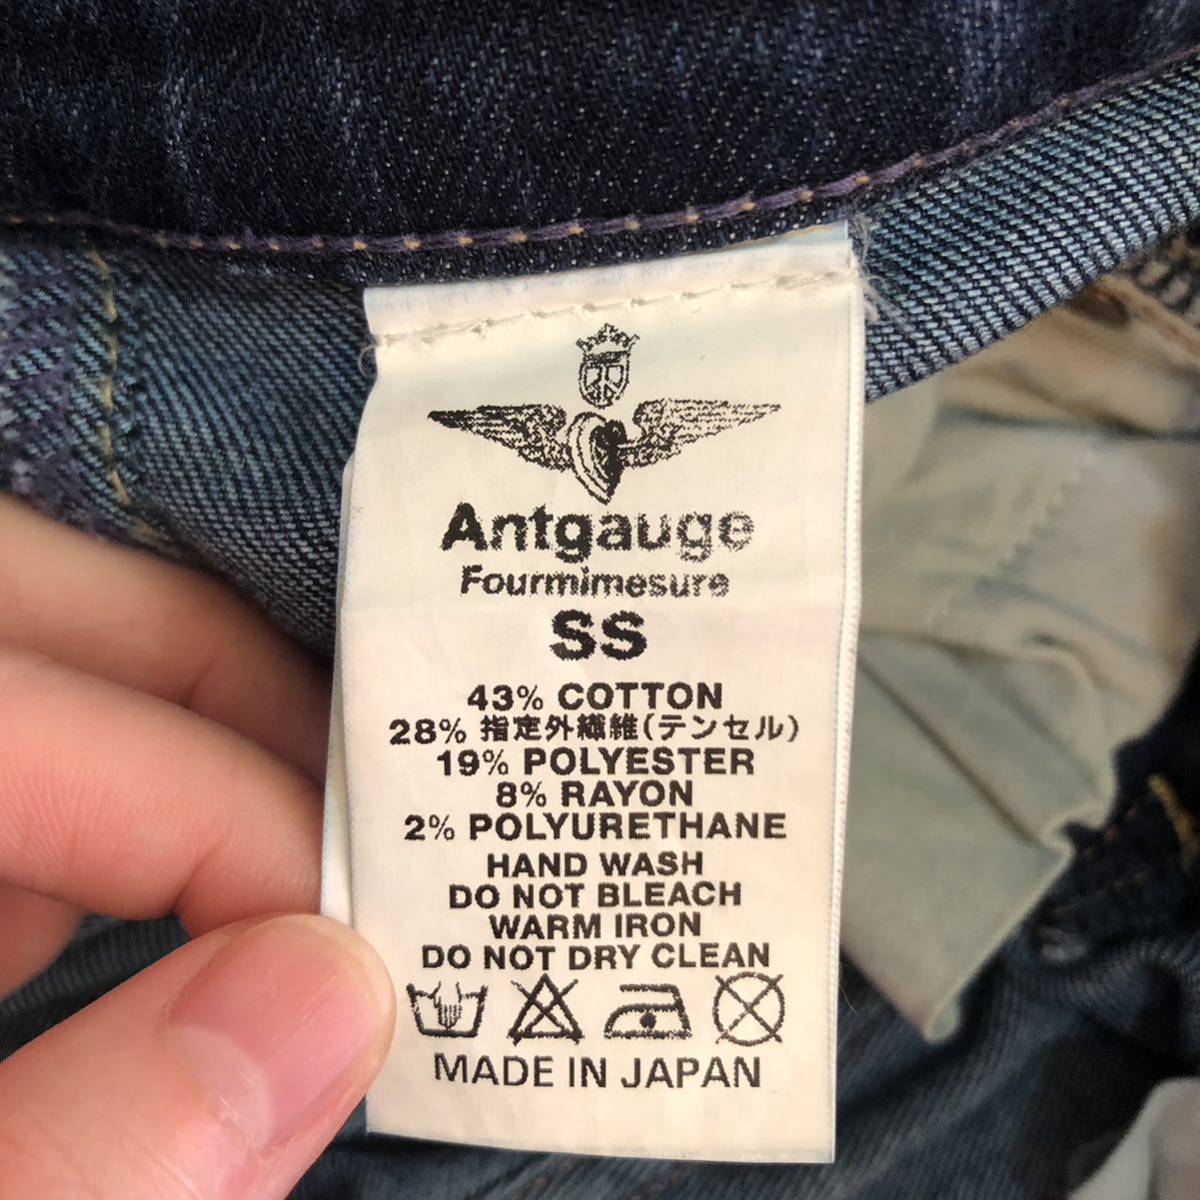 Antgauge
Fourmimesure
SS
43% COTTON
28% 指定外繊維(テンセル)
19% POLYESTER
8% RAYON
2% POLYURETHANE
HAND WASH
DO NOT BLEACH
WARM IRON
DO NOT DRY CLEAN
MADE IN JAPAN